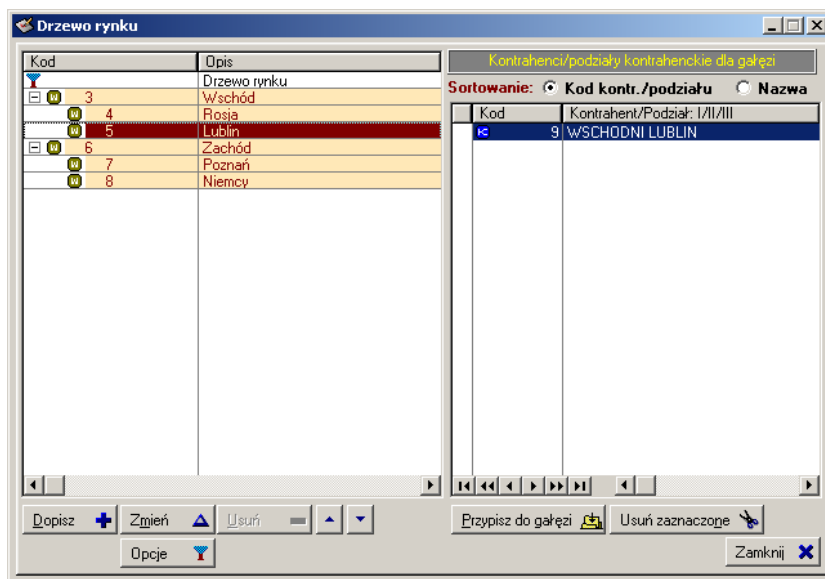 Drzewo rynku
Kod Opis
Drzewo rynku
3 Wschód
W 4 Rosja
W 5 Lublin
W 6 Zachód
W 7 Poznań
W 8 Niemcy
Kontrahenci/podziały kontrahenckie dla gałęzi
Sortowanie: Kod kontr./podziału Nazwa
Kod Kontrahent/Podział: I/II/III
K 9 WSCHODNI LUBLIN
Dopisz Zmień Usuń
Opcje
Przypisz do gałęzi Usuń zaznaczone
Zamknij